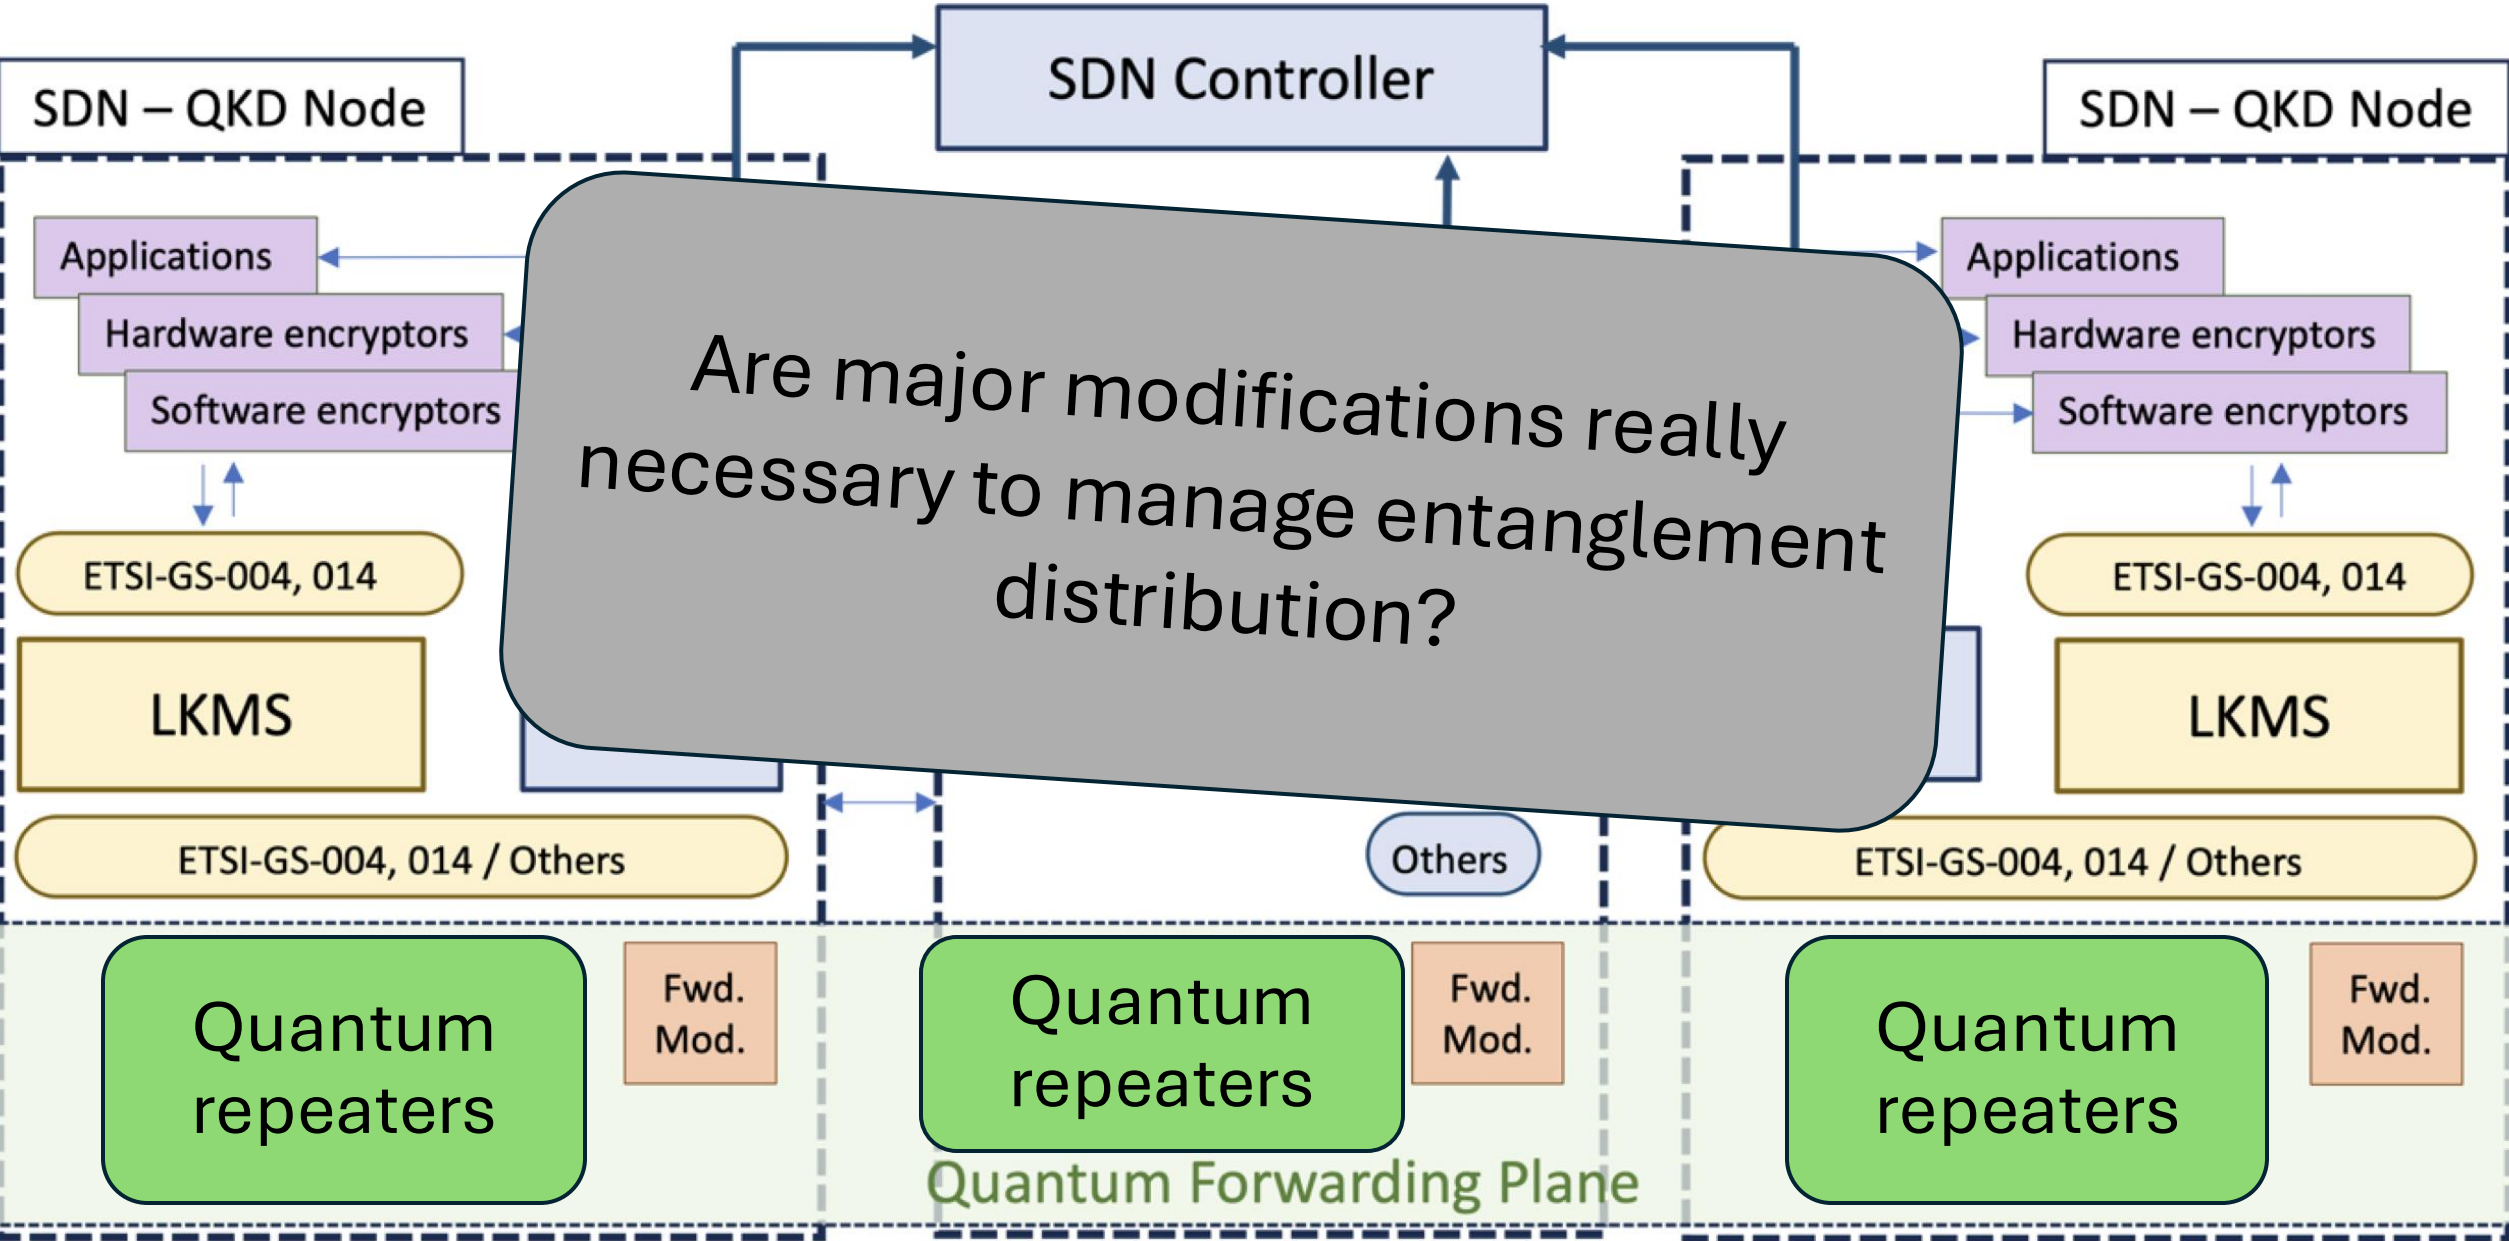 SDN Controller
SDN – QKD Node
SDN – QKD Node
Applications
Hardware encryptors
Software encryptors
Applications
Hardware encryptors
Software encryptors
Are major modifications really
necessary to manage entanglement
distribution?
ETSI-GS-004, 014
ETSI-GS-004, 014
LKMS
LKMS
ETSI-GS-004, 014 / Others
Others
ETSI-GS-004, 014 / Others
Quantum
repeaters
Fwd.
Mod.
Quantum
repeaters
Fwd.
Mod.
Quantum
repeaters
Fwd.
Mod.
Quantum Forwarding Plane